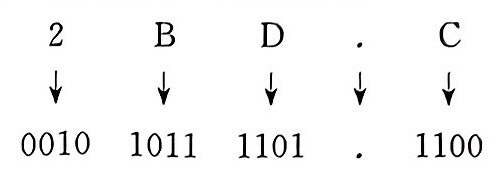 2 B D . C
↓ ↓ ↓ ↓ ↓
0010 1011 1101 . 1100